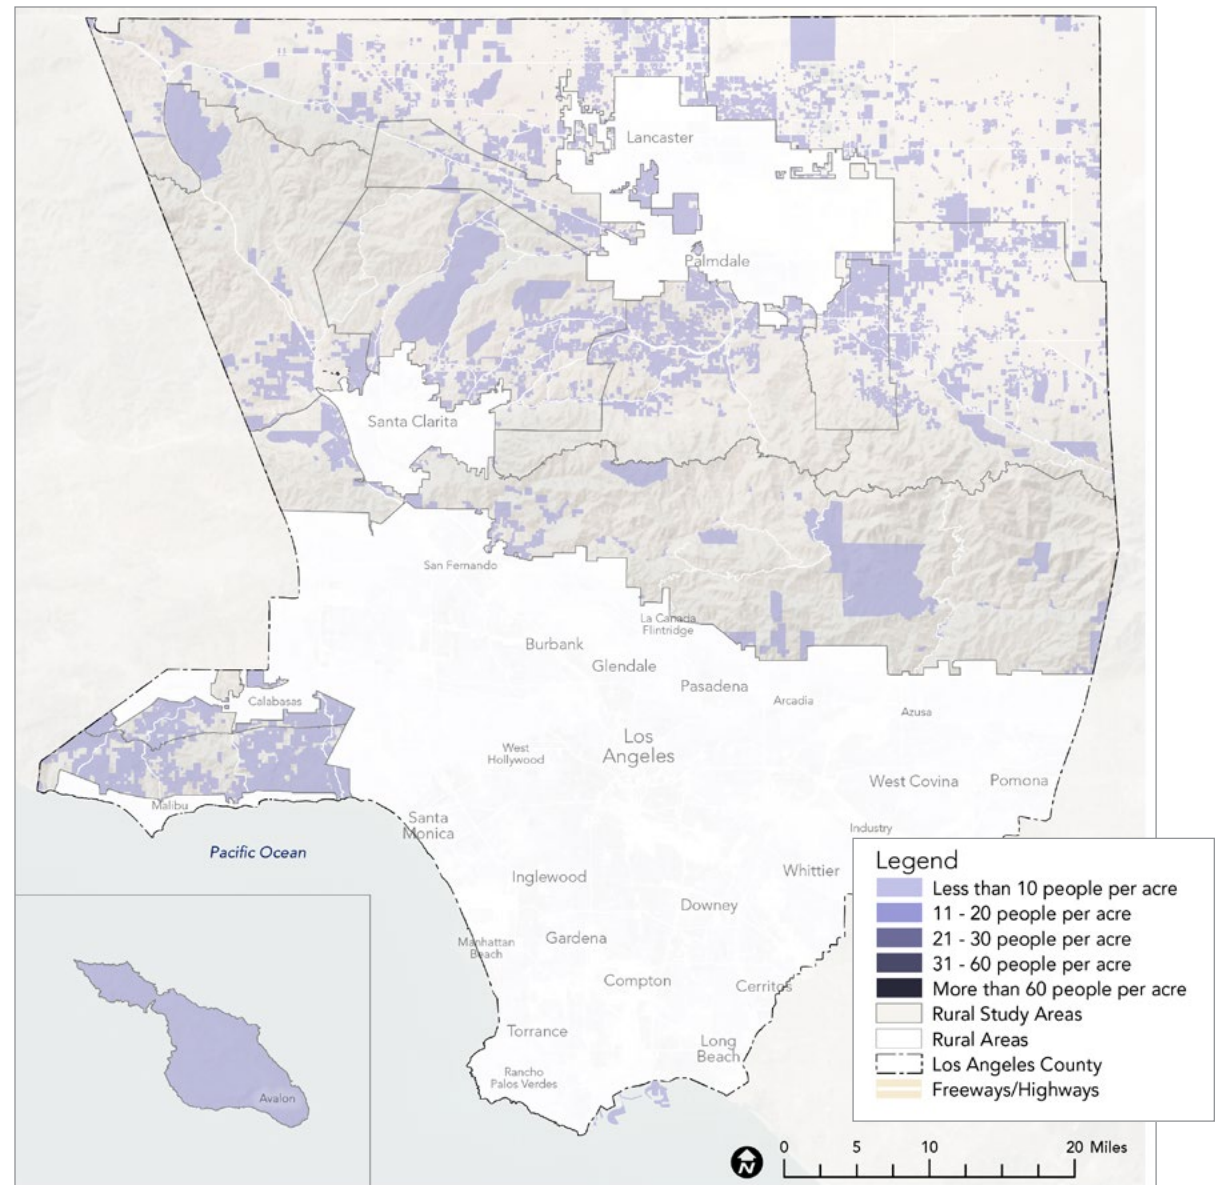 Lancaster
Palmdale
Santa Clarita
San Fernando
La Canada
Flintridge
Burbank
Glendale
Pasadena
Arcadia
Calabasas
Azusa
West
Hollywood
Los
Angeles
West Covina
Pomona
Malibu
Santa
Monica
Industry
Pacific Ocean
Whittier
Inglewood
Downey
Manhattan
Beach
Gardena
Compton
Cerritos
Torrance
Long
Beach
Rancho
Palos Verdes
Avalon
Legend
Less than 10 people per acre
11 - 20 people per acre
21 - 30 people per acre
31 - 60 people per acre
More than 60 people per acre
Rural Study Areas
Rural Areas
Los Angeles County
Freeways/Highways
N
0 5 10 20 Miles